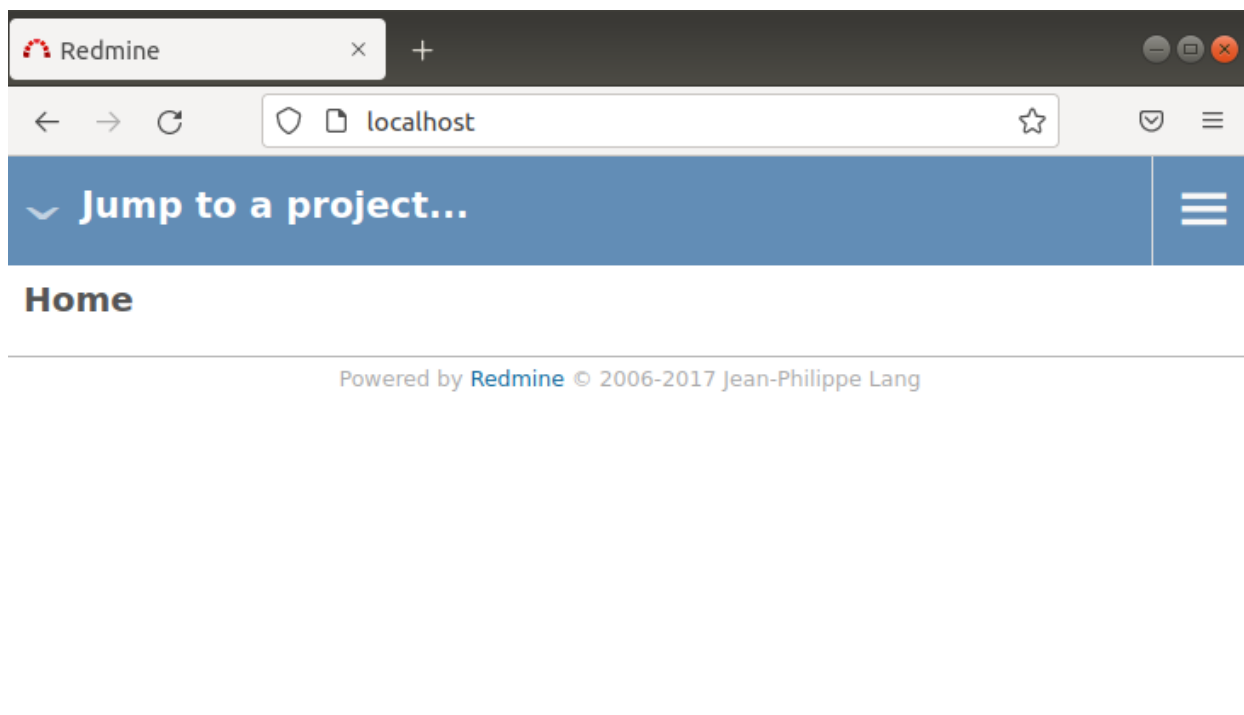 Redmine
localhost
Jump to a project...
Home
Powered by Redmine © 2006-2017 Jean-Philippe Lang